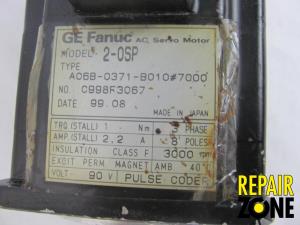 GE Fanuc AC Servo Motor
MODEL 2-0SP
TYPE
A06B-0371-B010#7000
NO. C998F3067
DATE 99.08 MADE IN JAPAN
TRQ (STALL) 1 Nm 3 PHASE
AMP. (STALL) 2,2 A 8 POLES
INSULATION CLASS F 3000 rpm
EXCIT PERM. MAGNET AMB. 40
VOLT- 90 V PULSE CODER
REPAIR
ZONE